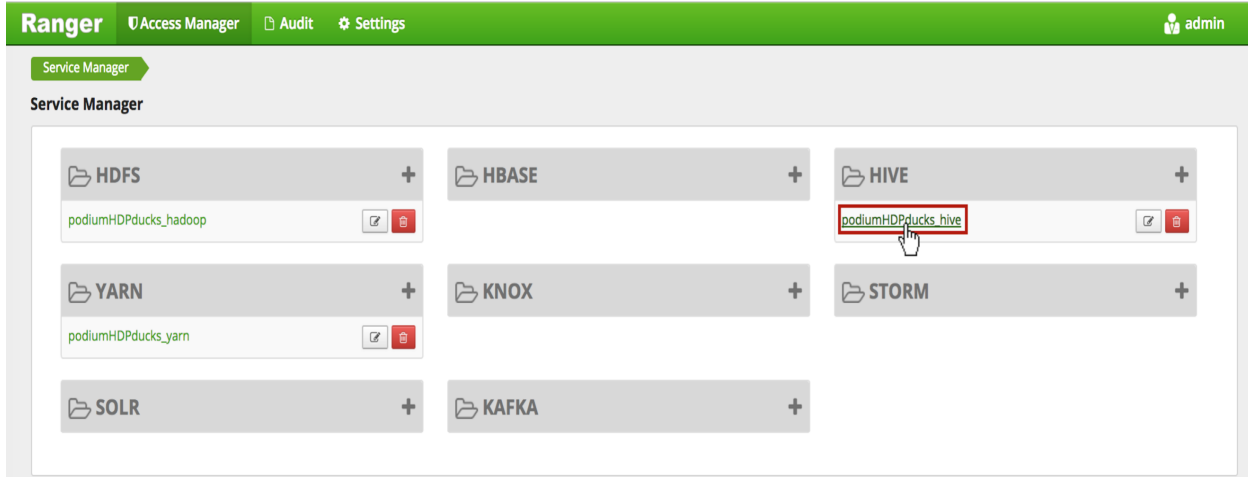 Ranger Access Manager Audit Settings admin
Service Manager
Service Manager
HDFS + HBASE + HIVE +
podiumHDPducks_hadoop podiumHDPducks_hive
YARN + KNOX + STORM +
podiumHDPducks_yarn
SOLR + KAFKA +